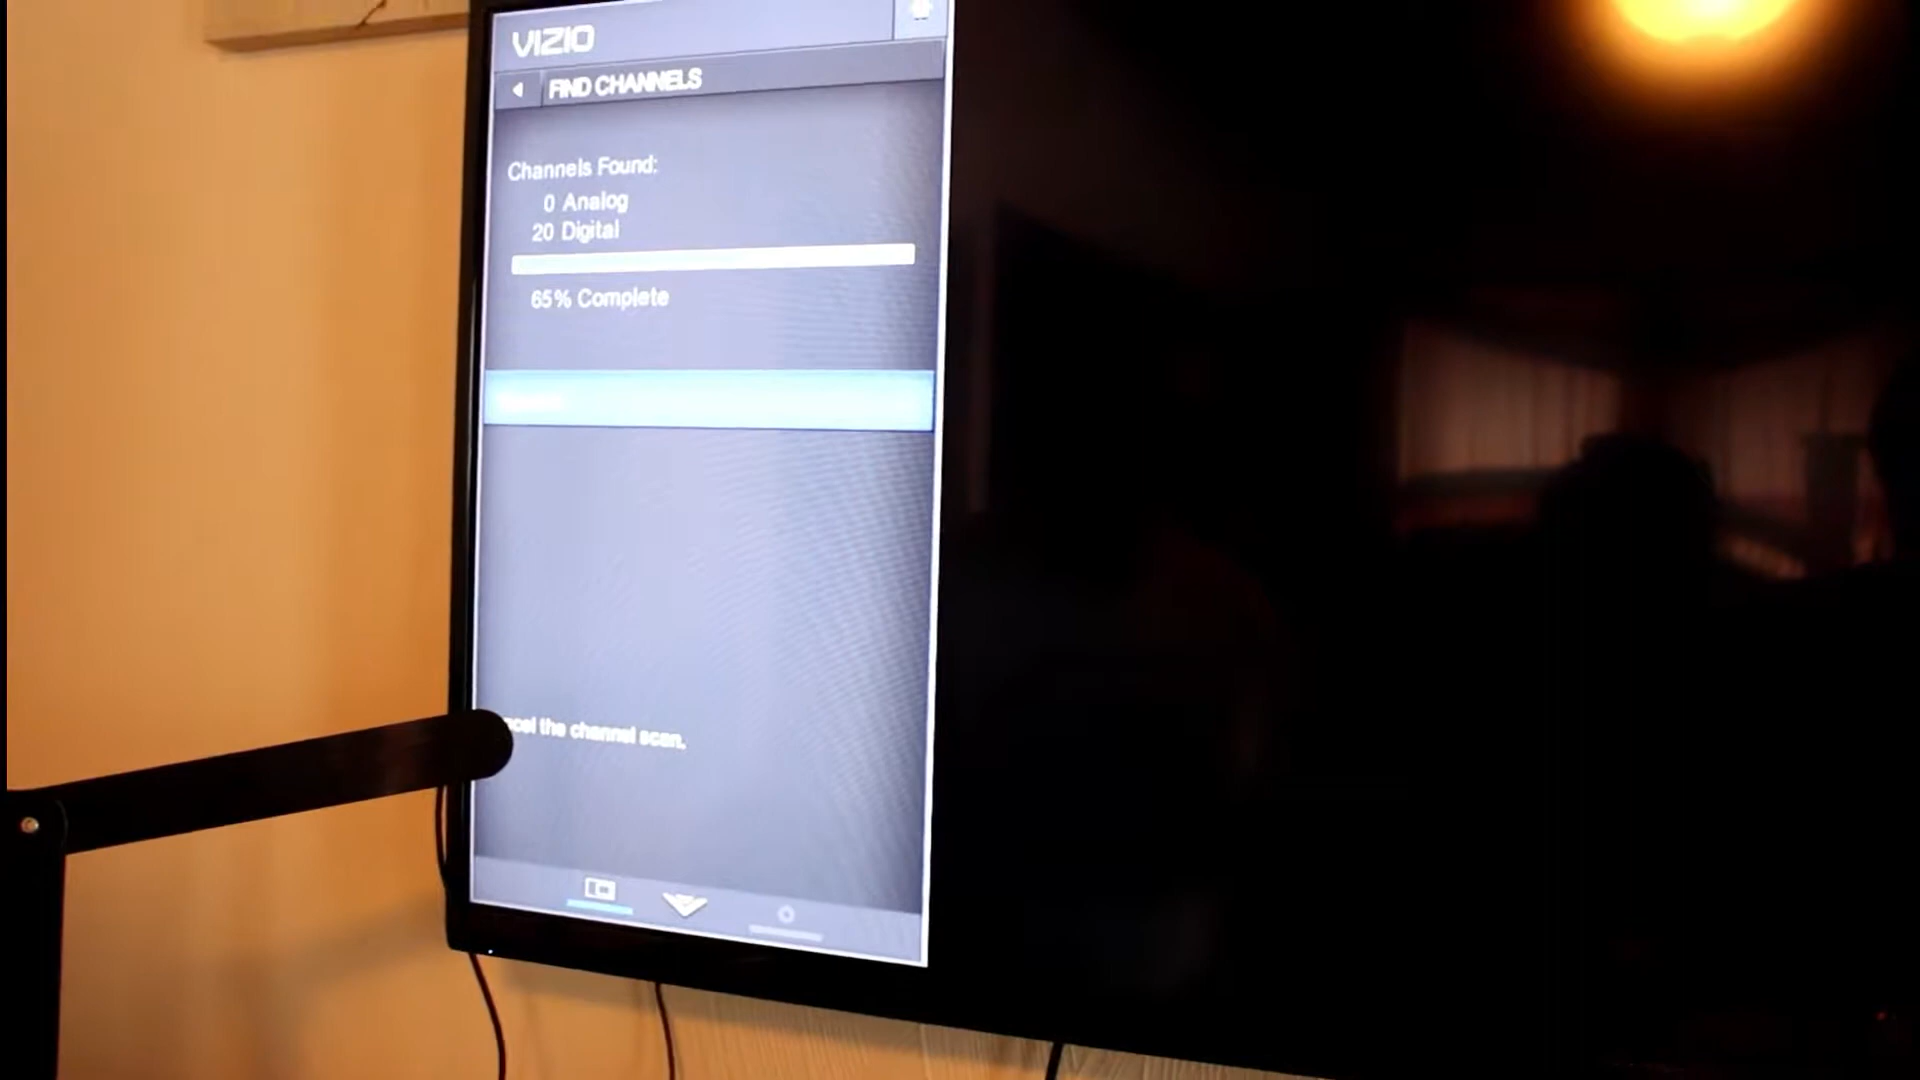 VIZIO
FIND CHANNELS
Channels Found:
0 Analog
20 Digital
65% Complete
the channel scan.